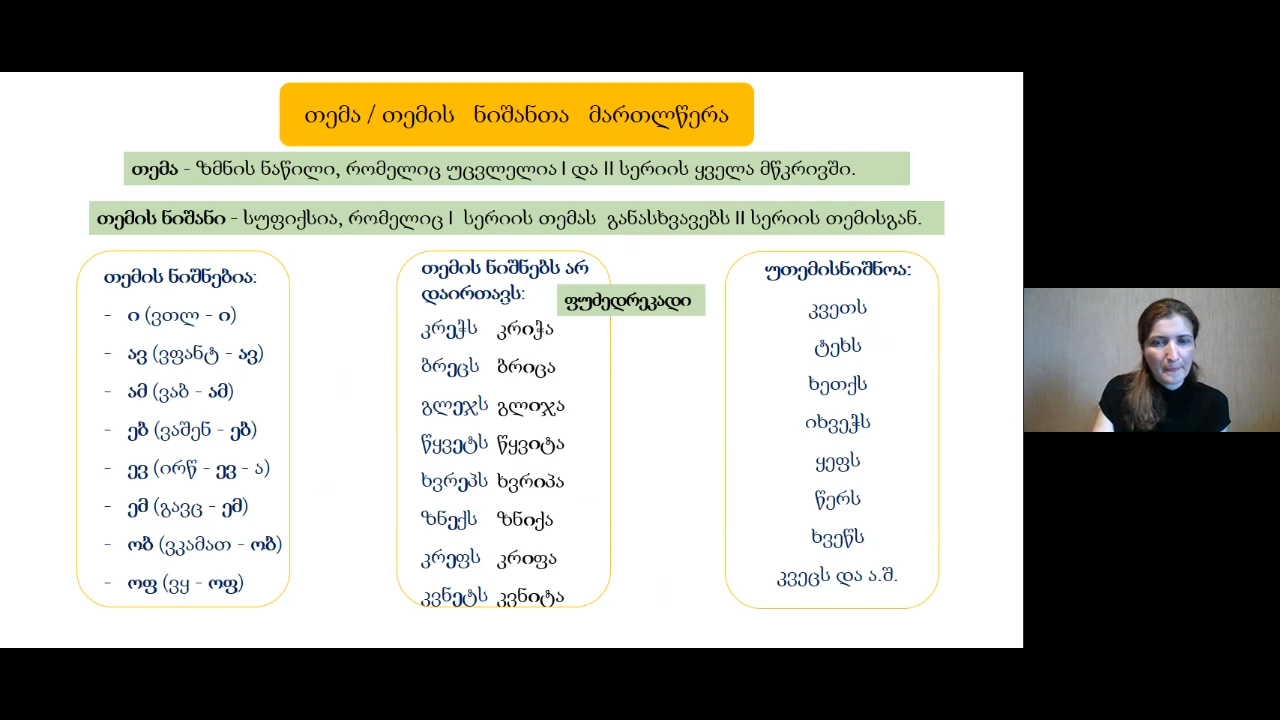 თემა / თემის ნიშანთა მართლწერა
თემა - ზმნის ნაწილი, რომელიც უცვლელია I და II სერიის ყველა მწკრივში.
თემის ნიშანი - სუფიქსია, რომელიც I სერიის თემას განასხვავებს II სერიის თემისგან.
თემის ნიშნებია:
- ი (ვთლ - ი)
- ავ (ვფანტ - ავ)
- ამ (ვაბ - ამ)
- ებ (ვაშენ - ებ)
- ევ (ირწ - ევ - ა)
- ემ (გავც - ემ)
- ობ (ვკამათ - ობ)
- ოფ (ვყ - ოფ)
თემის ნიშნებს არ
დაირთავს:
ფუძედრეკადი
კრეჭს კრიჭა
ბრეცს ბრიცა
გლეჯს გლიჯა
წყვეტს წყვიტა
ხვრეპს ხვრიპა
ზნექს ზნიქა
კრეფს კრიფა
კვნეტს კვნიტა
უთემისნიშნოა:
კვეთს
ტეხს
ხეთქს
იხვეჭს
ყეფს
წერს
ხვეწს
კვეცს და ა.შ.